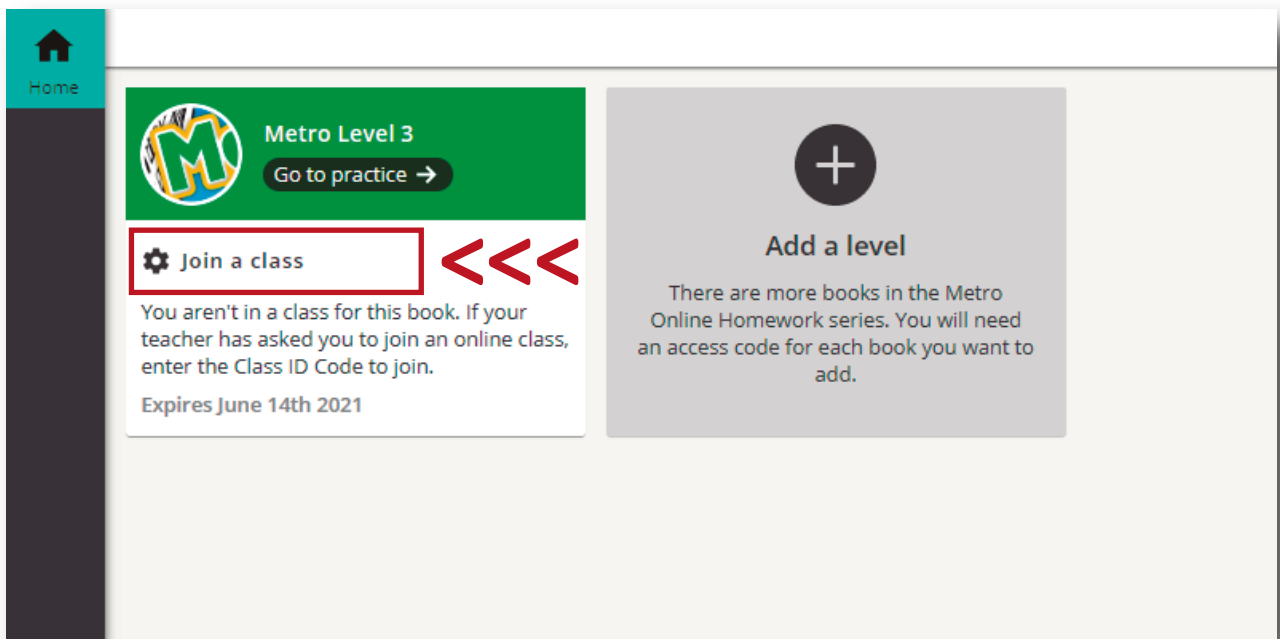 Home
M
Metro Level 3
Go to practice →
Join a class
<<<
You aren't in a class for this book. If your
teacher has asked you to join an online class,
enter the Class ID Code to join.
Expires June 14th 2021
Add a level
There are more books in the Metro
Online Homework series. You will need
an access code for each book you want to
add.